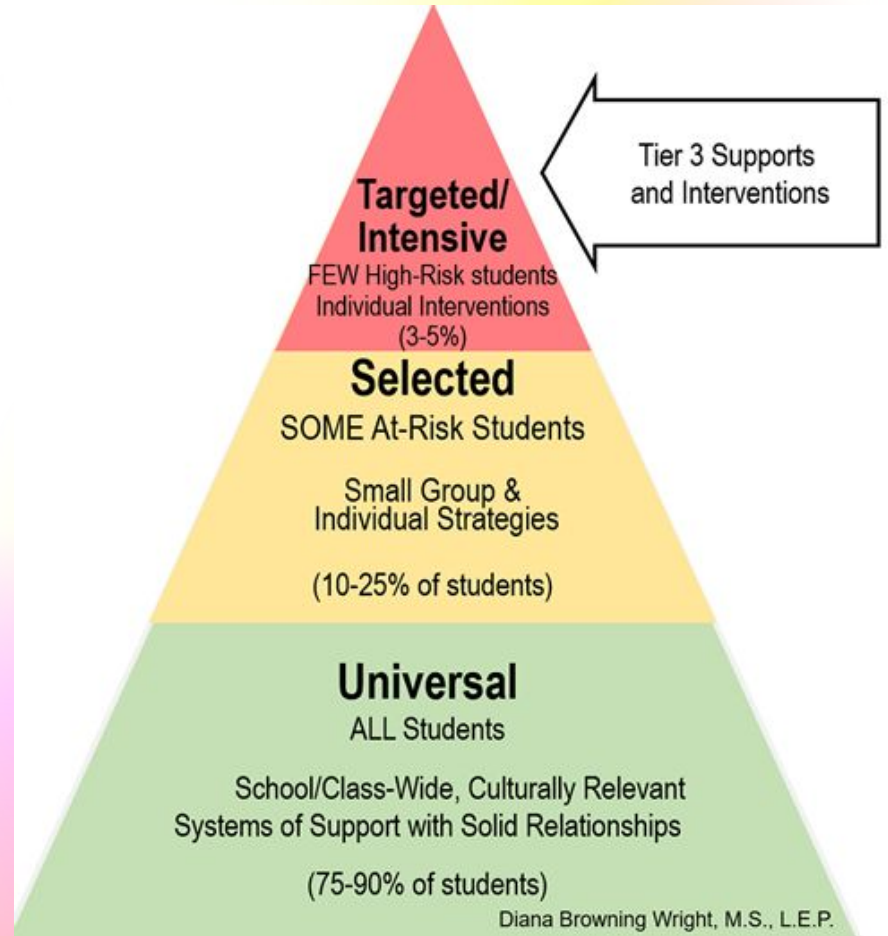 Targeted/
Intensive
FEW High-Risk students
Individual Interventions
(3-5%)
Tier 3 Supports
and Interventions
Selected
SOME At-Risk Students
Small Group &
Individual Strategies
(10-25% of students)
Universal
ALL Students
School/Class-Wide, Culturally Relevant
Systems of Support with Solid Relationships
(75-90% of students)
Diana Browning Wright, M.S., L.E.P.